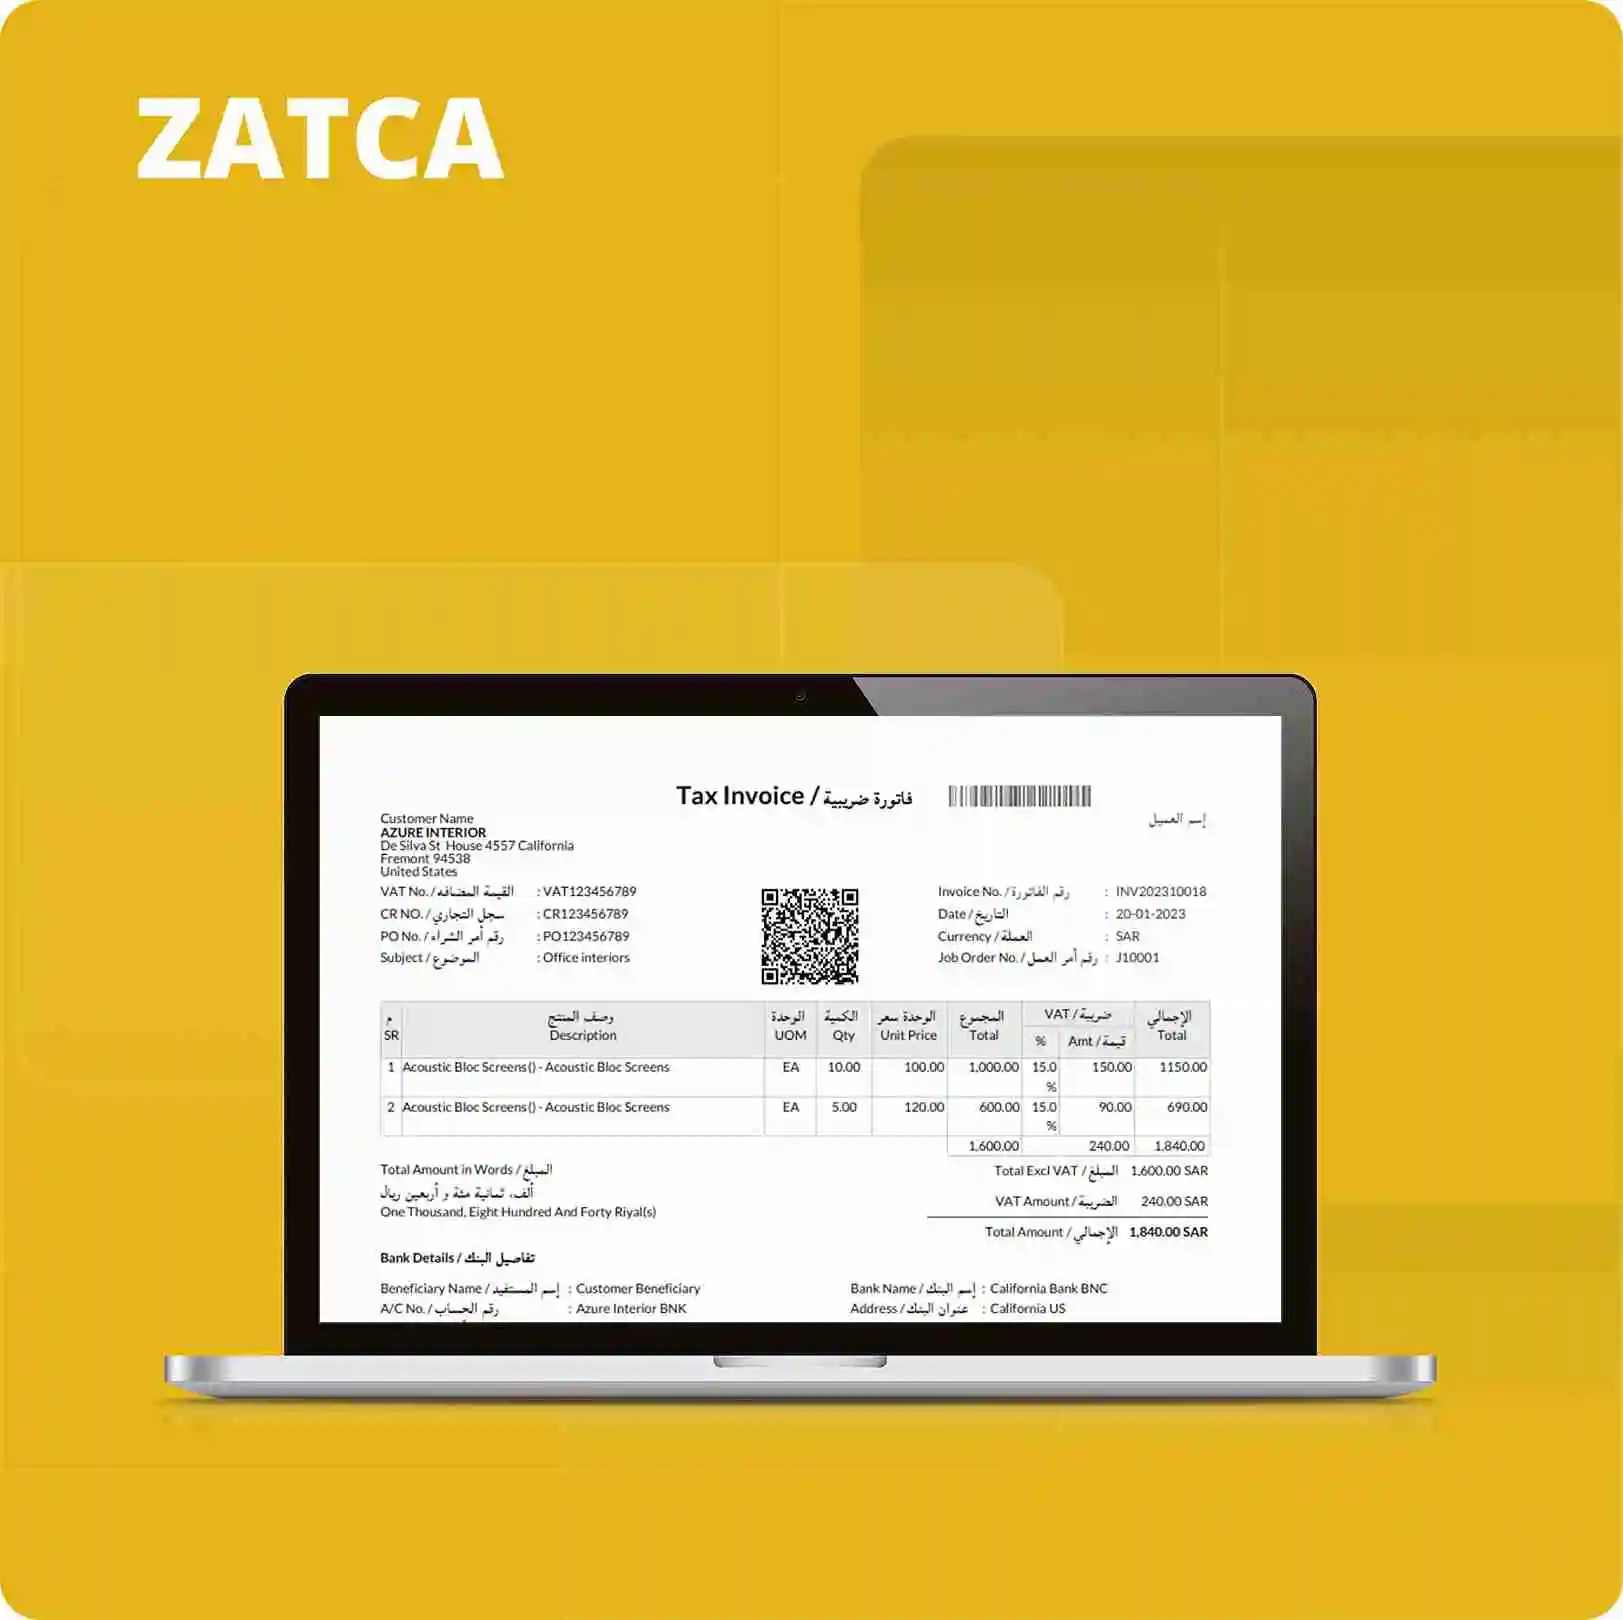 ZATCA
Tax Invoice / فاتورة ضريبية
Customer Name
إسم العميل
AZURE INTERIOR
De Silva St House 4557 California
Fremont 94538
United States
VAT No. / القيمة المضافه : VAT123456789
CR NO. / سجل التجاري : CR123456789
PO No. / رقم أمر الشراء : PO123456789
Subject / الموضوع : Office interiors
Invoice No. / رقم الفاتورة : INV202310018
Date / التاريخ : 20-01-2023
Currency / العملة : SAR
Job Order No. / رقم أمر العمل : J10001
م وصف المنتج الوحدة الكمية الوحدة سعر المجموع VAT / ضريبة الإجمالي
SR Description UOM Qty Unit Price Total % Amt / قيمة Total
1 Acoustic Bloc Screens() - Acoustic Bloc Screens EA 10.00 100.00 1,000.00 15.0 150.00 1150.00
%
2 Acoustic Bloc Screens() - Acoustic Bloc Screens EA 5.00 120.00 600.00 15.0 90.00 690.00
%
1,600.00 240.00 1,840.00
Total Amount in Words / المبلغ
ألف, ثمانية مئة و أربعين ريال
One Thousand, Eight Hundred And Forty Riyal(s)
Total Excl VAT / المبلغ 1,600.00 SAR
VAT Amount / الضريبة 240.00 SAR
Total Amount / الإجمالي 1,840.00 SAR
Bank Details / تفاصيل البنك
Beneficiary Name / إسم المستفيد : Customer Beneficiary
A/C No. / رقم الحساب : Azure Interior BNK
Bank Name / إسم البنك : California Bank BNC
Address / عنوان البنك : California US